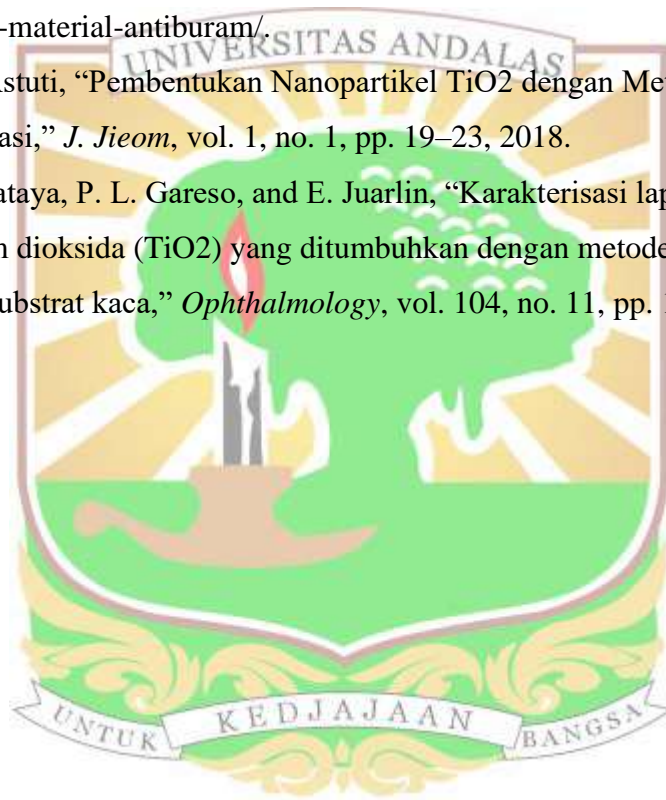 -material-antiburam/.
UNIVERSITAS ANDALAS
stuti, “Pembentukan Nanopartikel TiO2 dengan Me
asi,” J. Jieom, vol. 1, no. 1, pp. 19–23, 2018.
ataya, P. L. Gareso, and E. Juarlin, “Karakterisasi la
dioksida (TiO2) yang ditumbuhkan dengan metode
ubstrat kaca,” Ophthalmology, vol. 104, no. 11, pp.
UNTUK KEDJAJAAN BANGSA